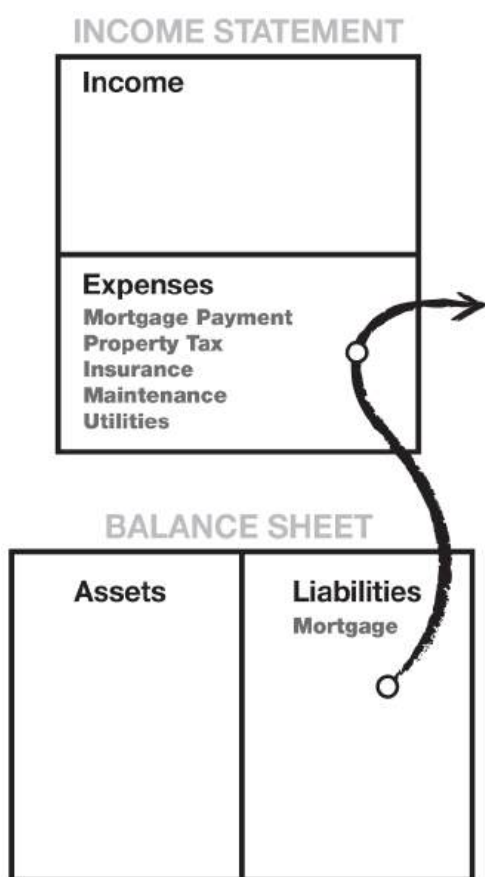 INCOME STATEMENT
Income
Expenses
Mortgage Payment
Property Tax
Insurance
Maintenance
Utilities
BALANCE SHEET
Assets
Liabilities
Mortgage